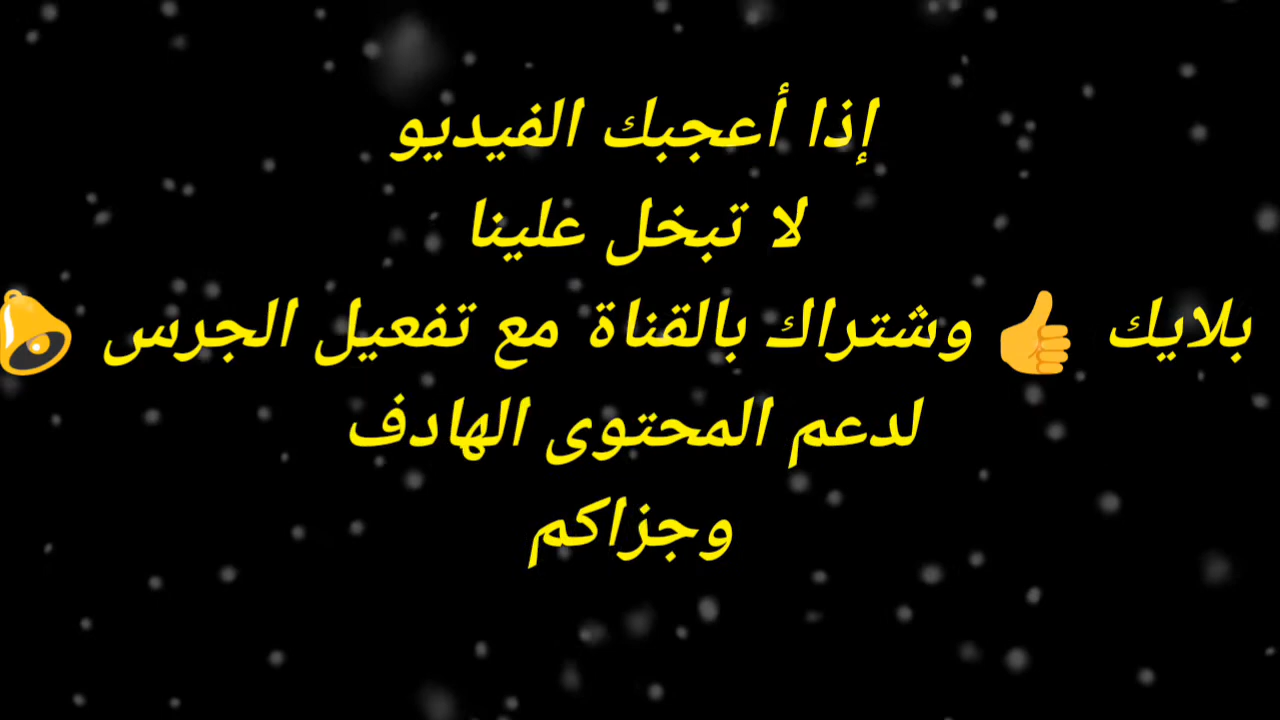 إذا أعجبك الفيديو
لا تبخل علينا
بلايك 👍 وشتراك بالقناة مع تفعيل الجرس 🔔
لدعم المحتوى الهادف
وجزاكم